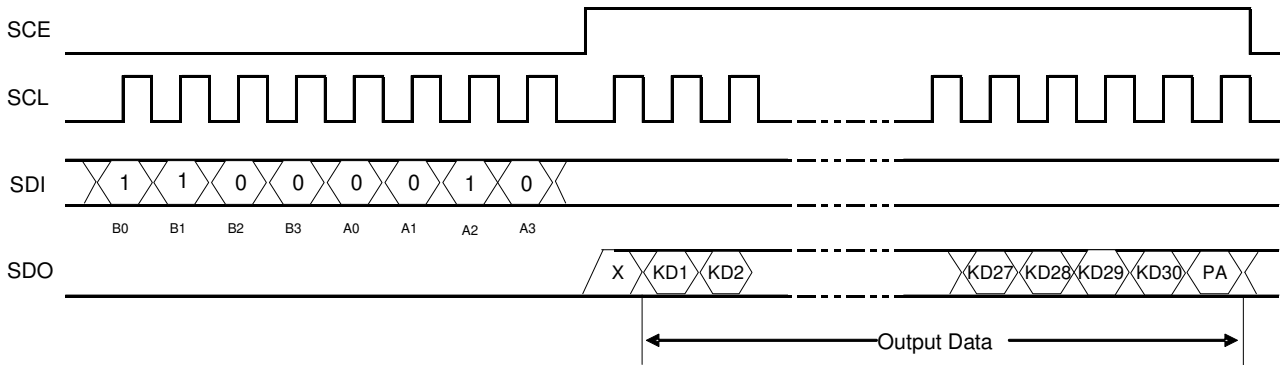 SCE
SCL
SDI 1 1 0 0 0 0 1 0
B0 B1 B2 B3 A0 A1 A2 A3
SDO X KD1 KD2 KD27 KD28 KD29 KD30 PA
Output Data